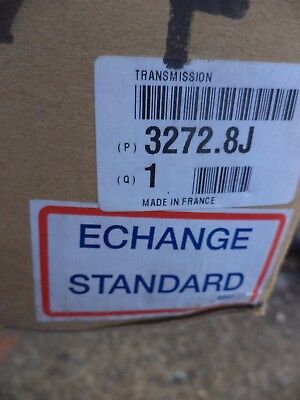 TRANSMISSION
(P) 3272.8J
(Q) 1
MADE IN FRANCE
ECHANGE
STANDARD